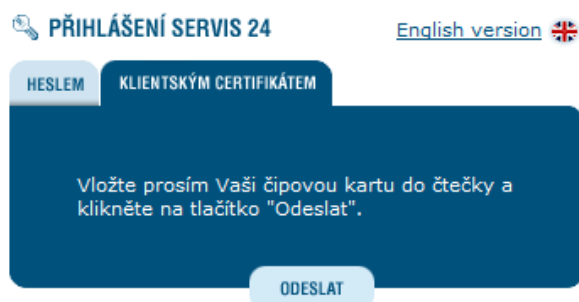 PŘIHLÁŠENÍ SERVIS 24
English version
HESLEM
KLIENTSKÝM CERTIFIKÁTEM
Vložte prosím Vaši čipovou kartu do čtečky a
klikněte na tlačítko "Odeslat".
ODESLAT